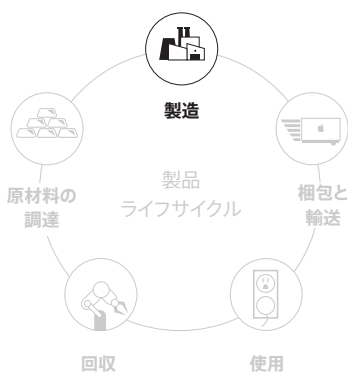 製造
原材料の
調達
製品
ライフサイクル
梱包と
輸送
回収
使用